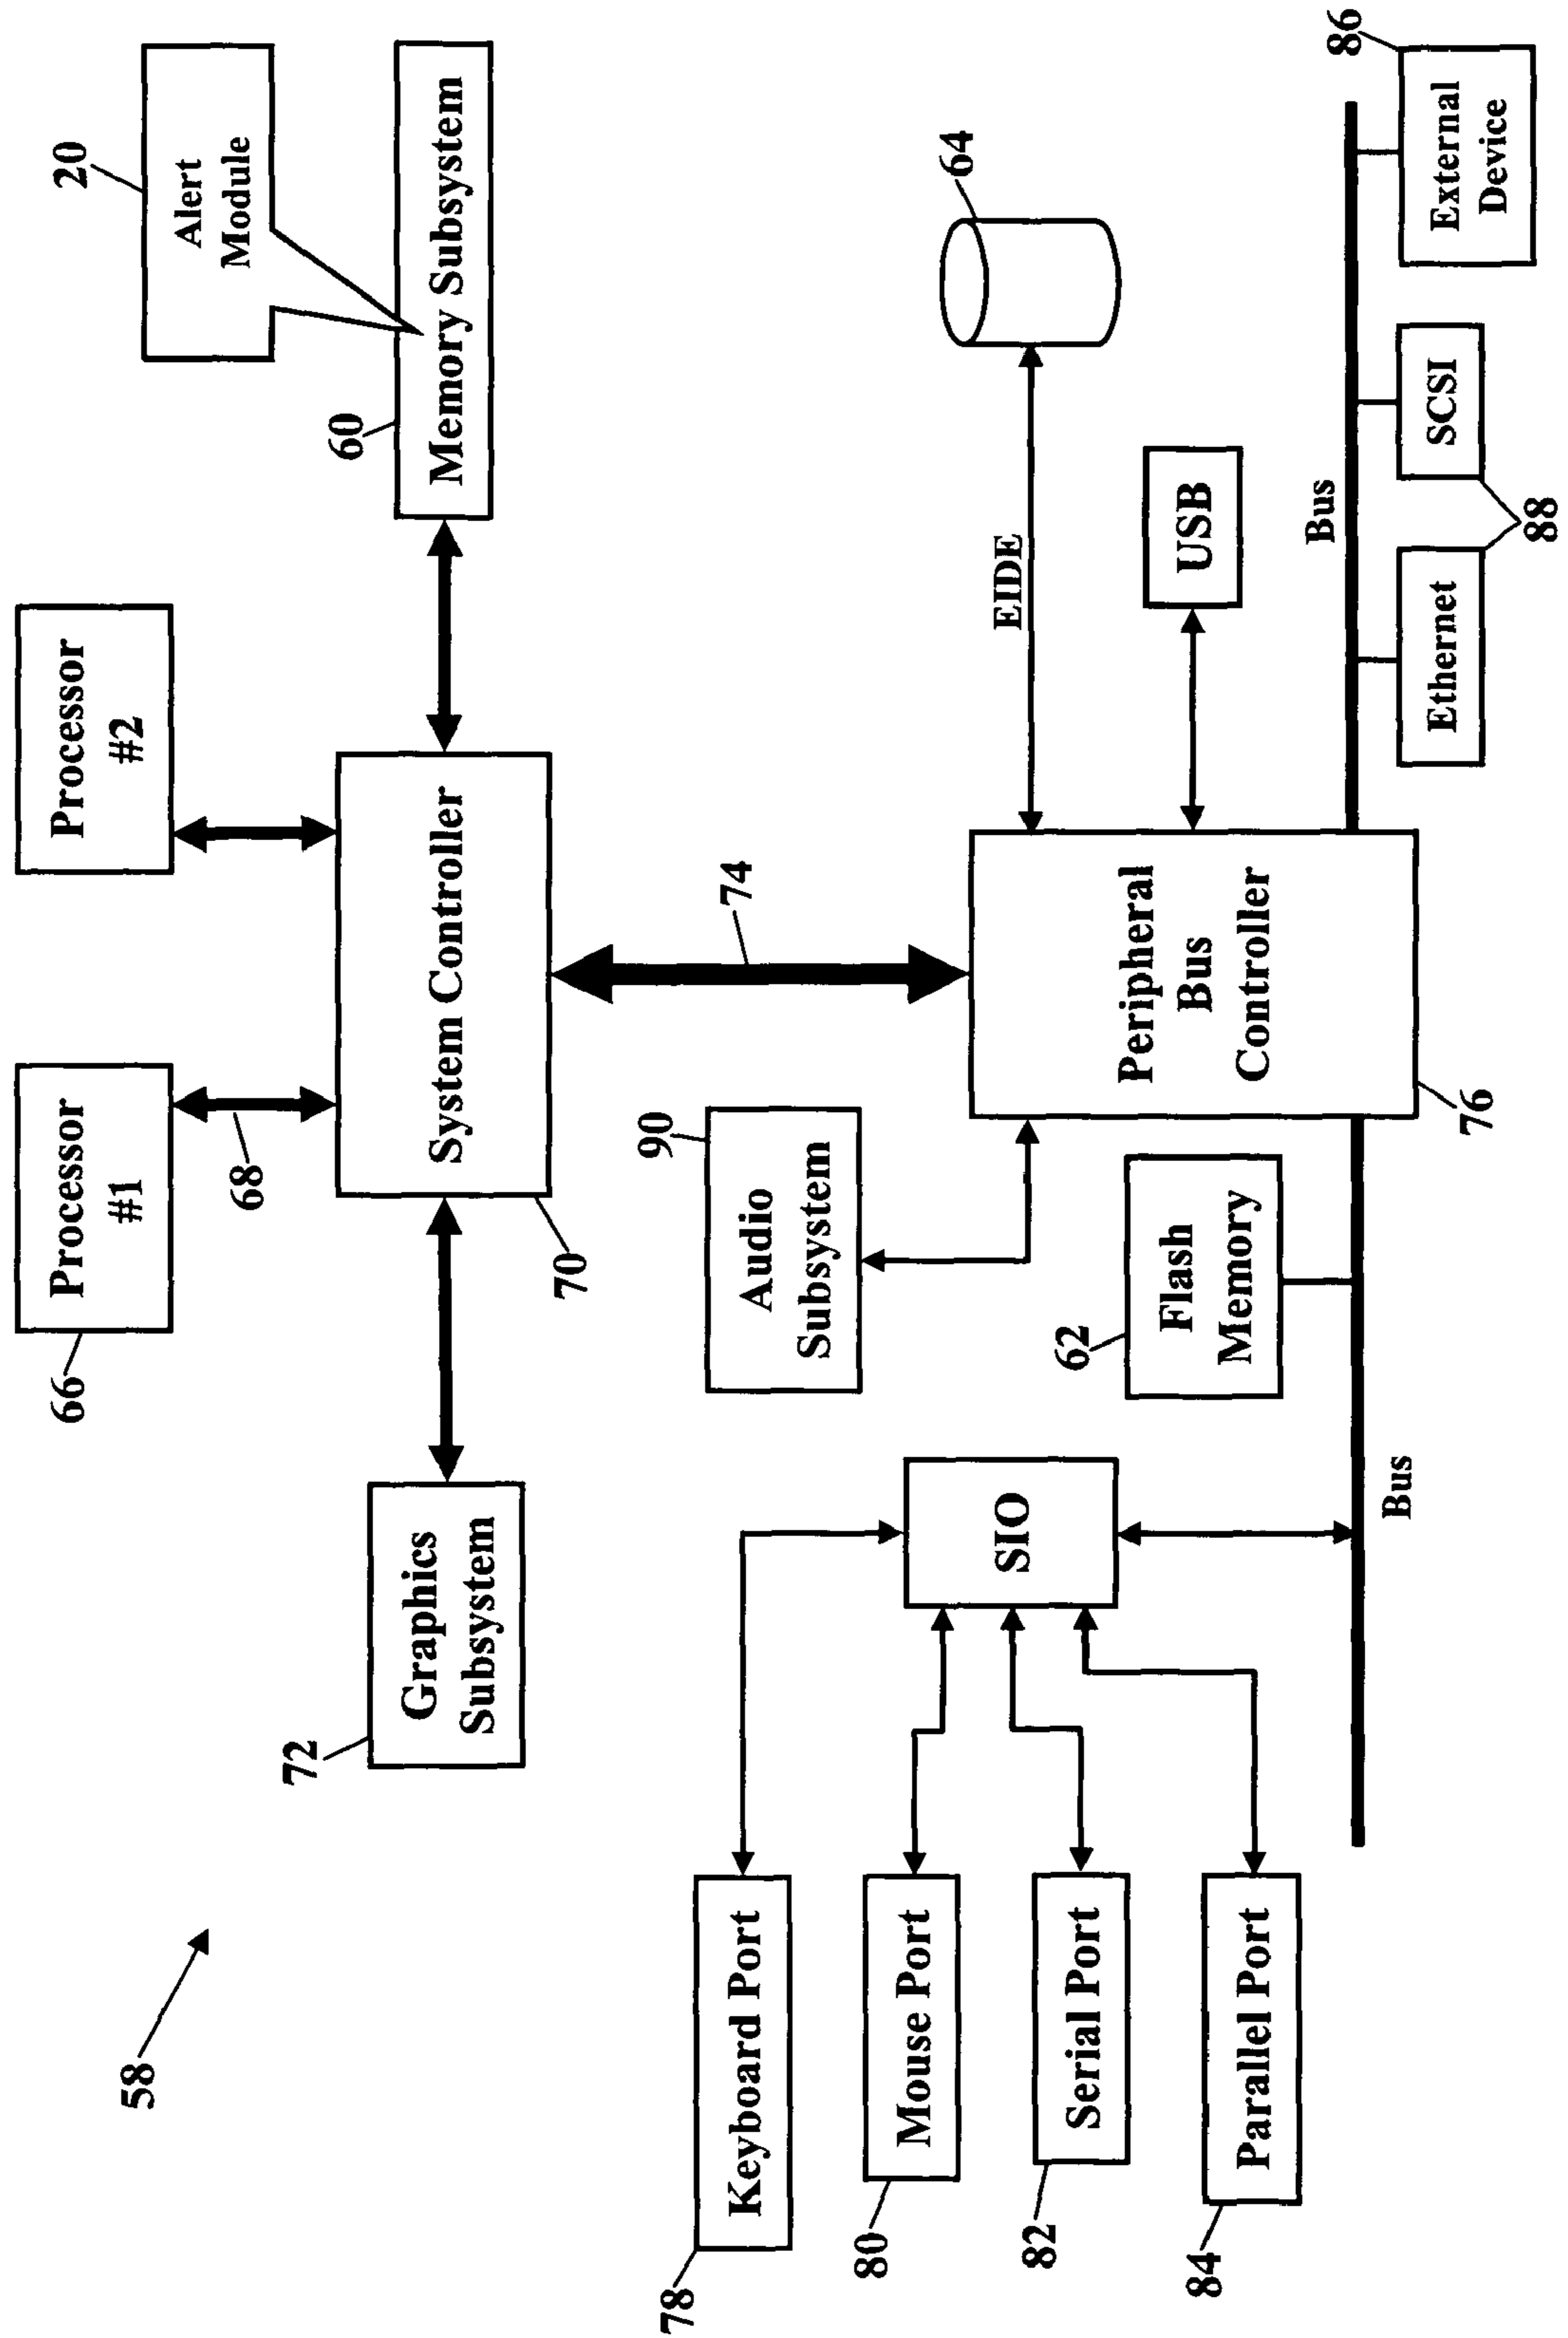 58
66
Processor
#1
68
Processor
#2
20
Alert
Module
72
Graphics
Subsystem
70
System Controller
60
Memory Subsystem
74
90
Audio
Subsystem
EIDE
64
78
Keyboard Port
80
Mouse Port
82
Serial Port
84
Parallel Port
SIO
62
Flash
Memory
Peripheral
Bus
Controller
76
USB
Bus
Bus
Ethernet
SCSI
88
External
Device
86